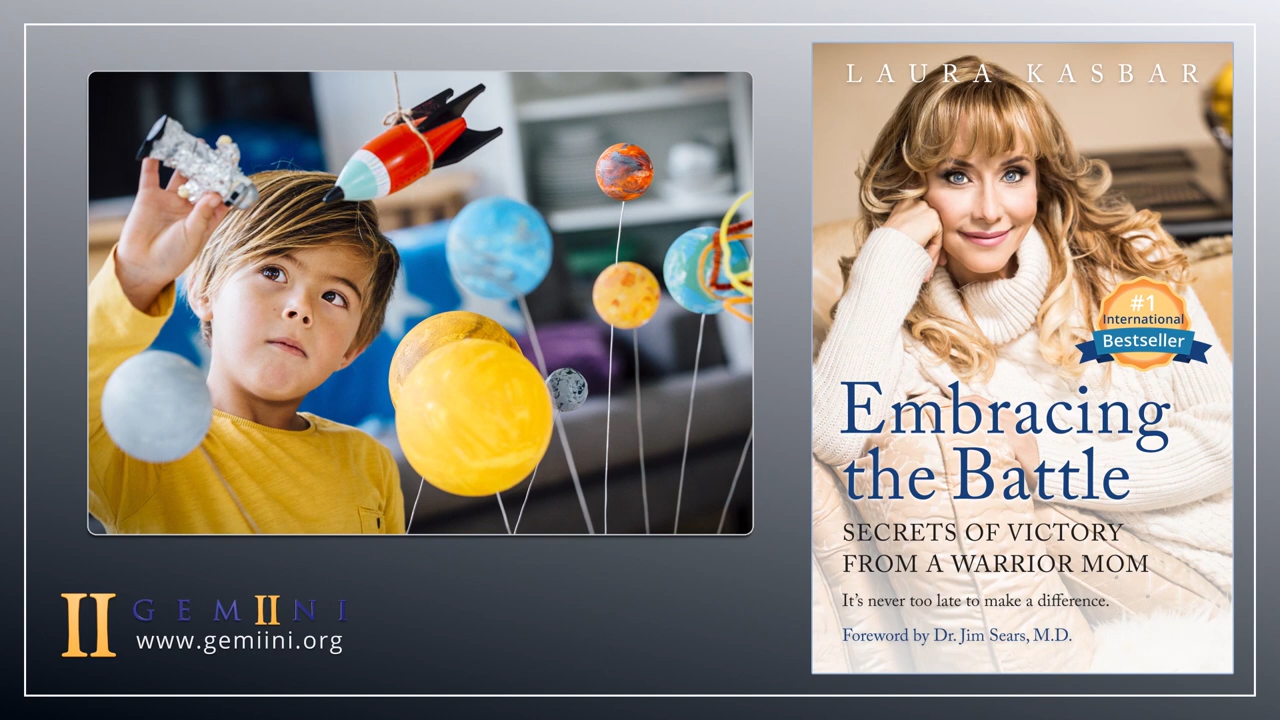 LAURA KASBAR
#1
International
Bestseller
Embracing
the Battle
SECRETS OF VICTORY
FROM A WARRIOR MOM
It's never too late to make a difference.
Foreword by Dr. Jim Sears, M.D.
II GEMIINI
www.gemiini.org